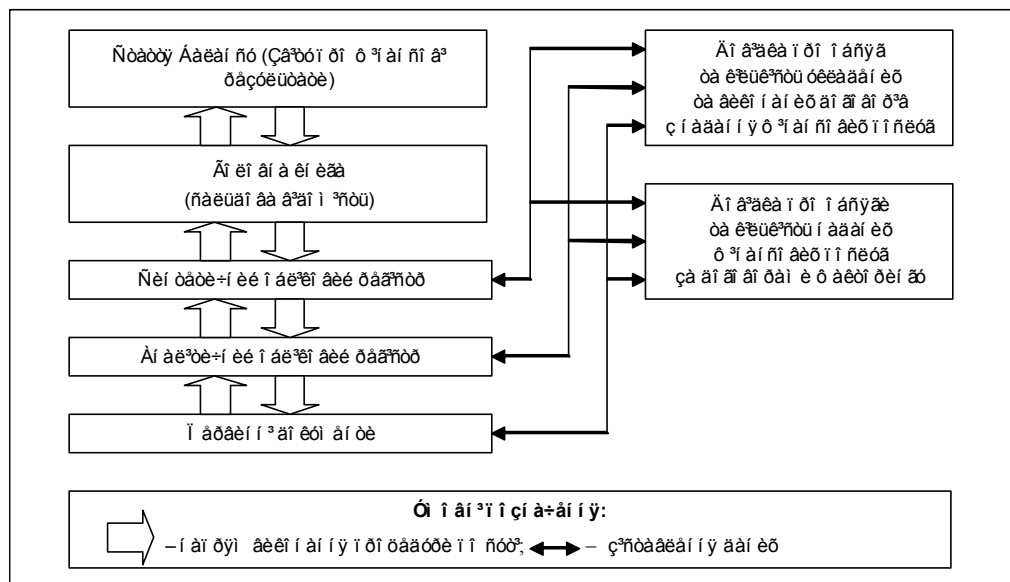 Ñòàòòÿ Áàëàíñó (Çâ³òó ïðî ô³íàíñîâ³
ðåçóëüòàòè)
Ãîëîâíà êíèãà
(ñàëüäîâà â³äîì³ñòü)
Ñèíòåòè÷íèé îáë³êîâèé ðåã³ñòð
Àíàë³òè÷íèé îáë³êîâèé ðåã³ñòð
Ïåðâèíí³ äîêóìåíòè
Äîâ³äêà ïðî îáñÿã
òà ê³ëüê³ñòü óêëàäåíèõ
òà âèêîíàíèõ äîãîâîð³â
ç íàäàííÿ ô³íàíñîâèõ ïîñëóã
Äîâ³äêà ïðî îáñÿãè
òà ê³ëüê³ñòü íàäàíèõ
ô³íàíñîâèõ ïîñëóã
çà äîãîâîðàìè ôàêòîðèíãó
Óìîâí³ ïîçíà÷åííÿ:
– íàïðÿì âèêîíàííÿ ïðîöåäóðè ïîñòó³; – ç³ñòàâëåííÿ äàíèõ